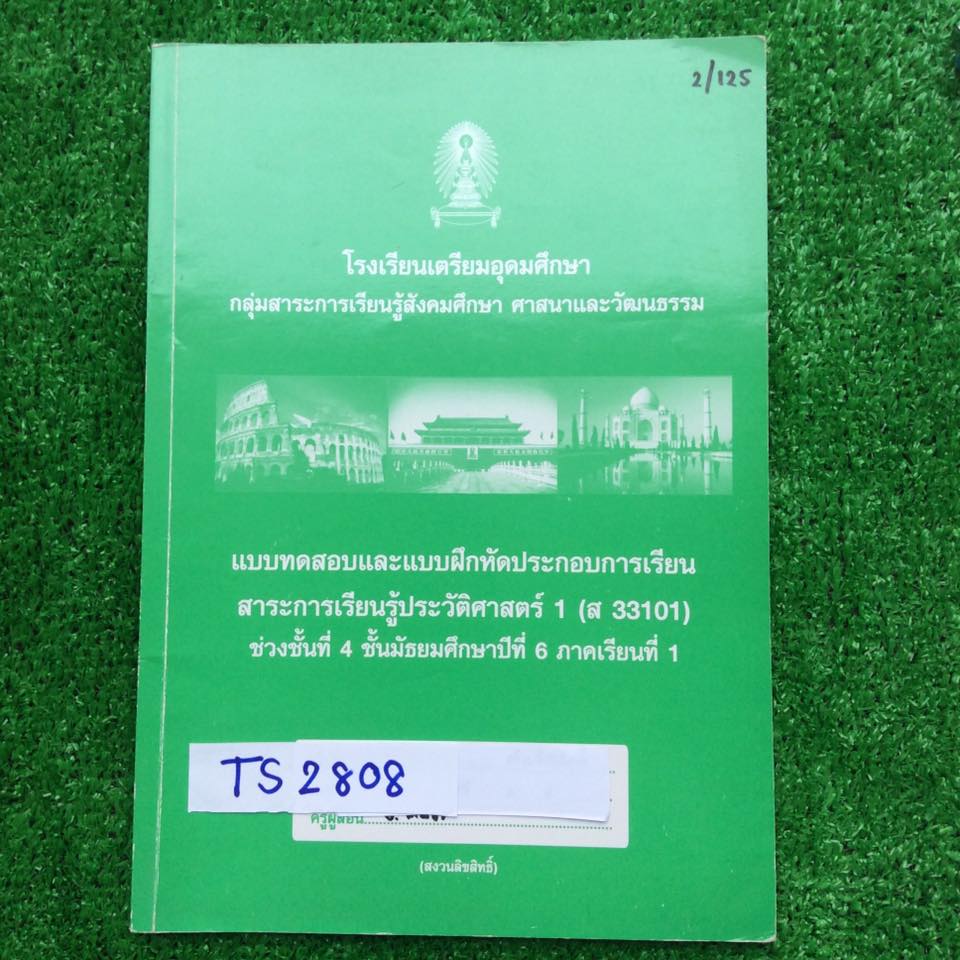 2/125
โรงเรียนเตรียมอุดมศึกษา
กลุ่มสาระการเรียนรู้สังคมศึกษา ศาสนาและวัฒนธรรม
แบบทดสอบและแบบฝึกหัดประกอบการเรียน
สาระการเรียนรู้ประวัติศาสตร์ 1 (ส 33101)
ช่วงชั้นที่ 4 ชั้นมัธยมศึกษาปีที่ 6 ภาคเรียนที่ 1
TS 2808
ครูผู้สอน
(สงวนลิขสิทธิ์)